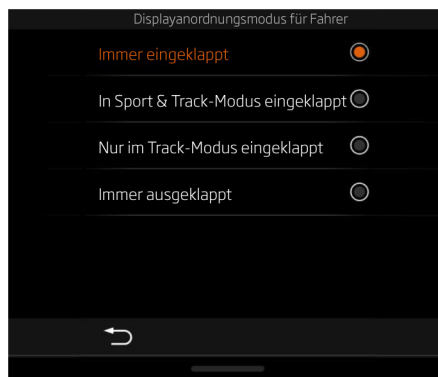 Displayanordnungsmodus für Fahrer
Immer eingeklappt
In Sport & Track-Modus eingeklappt
Nur im Track-Modus eingeklappt
Immer ausgeklappt